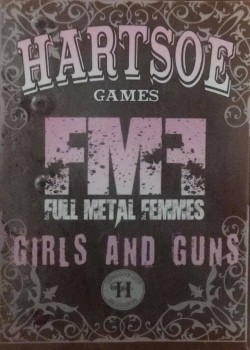 HARTSOE
GAMES
FMF
FULL METAL FEMMES
GIRLS AND GUNS
H